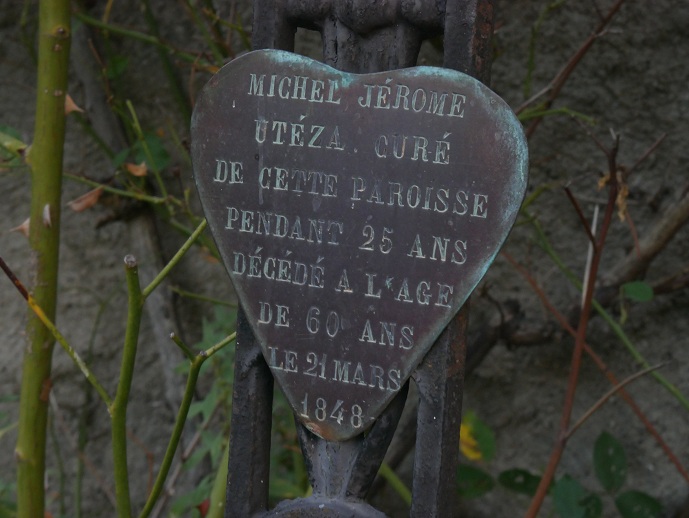 MICHEL JÉROME
UTÉZA. CURÉ
DE CETTE PAROISSE
PENDANT 25 ANS
DÉCÉDÉ A L'AGE
DE 60 ANS
LE 21 MARS
1848